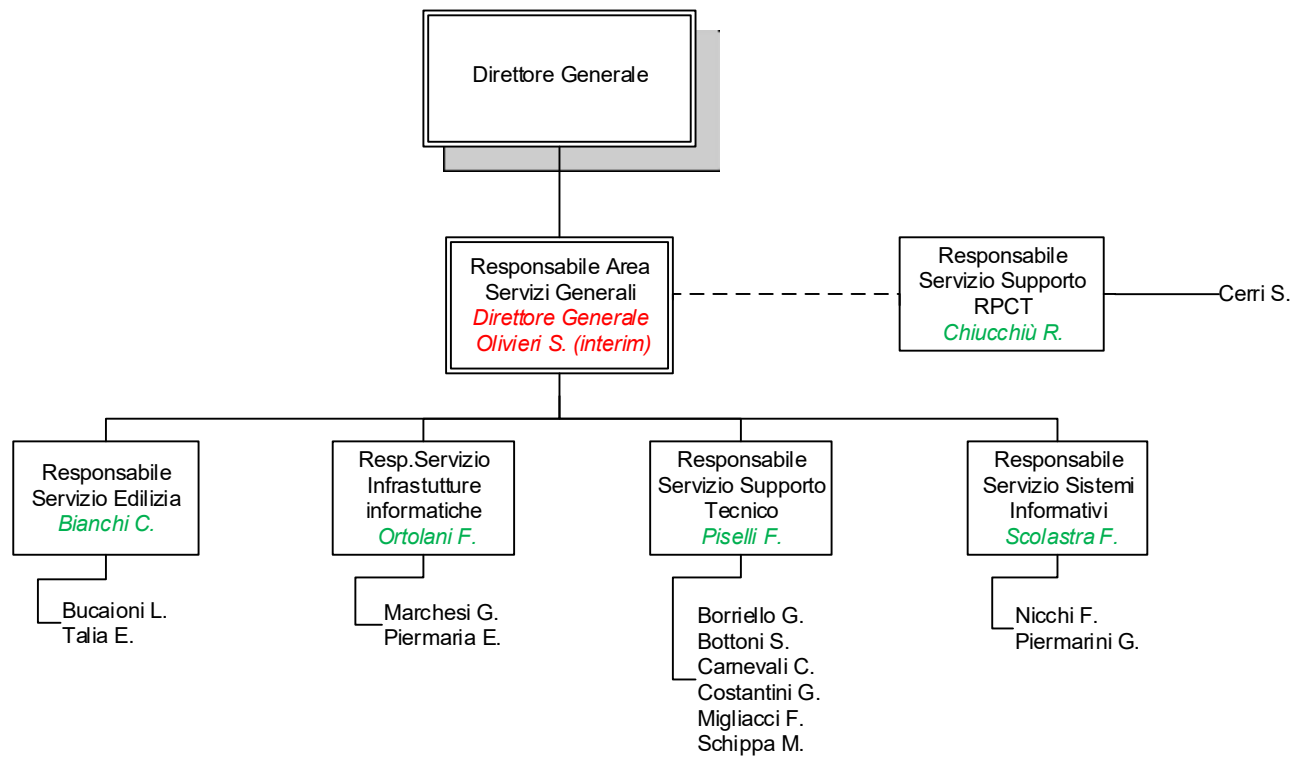 Direttore Generale
Responsabile Area
Servizi Generali
Direttore Generale
Olivieri S. (interim)
Responsabile
Servizio Supporto
RPCT
Chiucchiù R.
Cerri S.
Responsabile
Servizio Edilizia
Bianchi C.
Resp.Servizio
Infrastutture
informatiche
Ortolani F.
Responsabile
Servizio Supporto
Tecnico
Piselli F.
Responsabile
Servizio Sistemi
Informativi
Scolastra F.
Bucaioni L.
Talia E.
Marchesi G.
Piermaria E.
Borriello G.
Bottoni S.
Carnevali C.
Costantini G.
Migliacci F.
Schippa M.
Nicchi F.
Piermarini G.